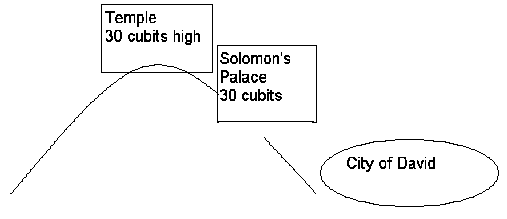 Temple
30 cubits high
Solomon's
Palace
30 cubits
City of David